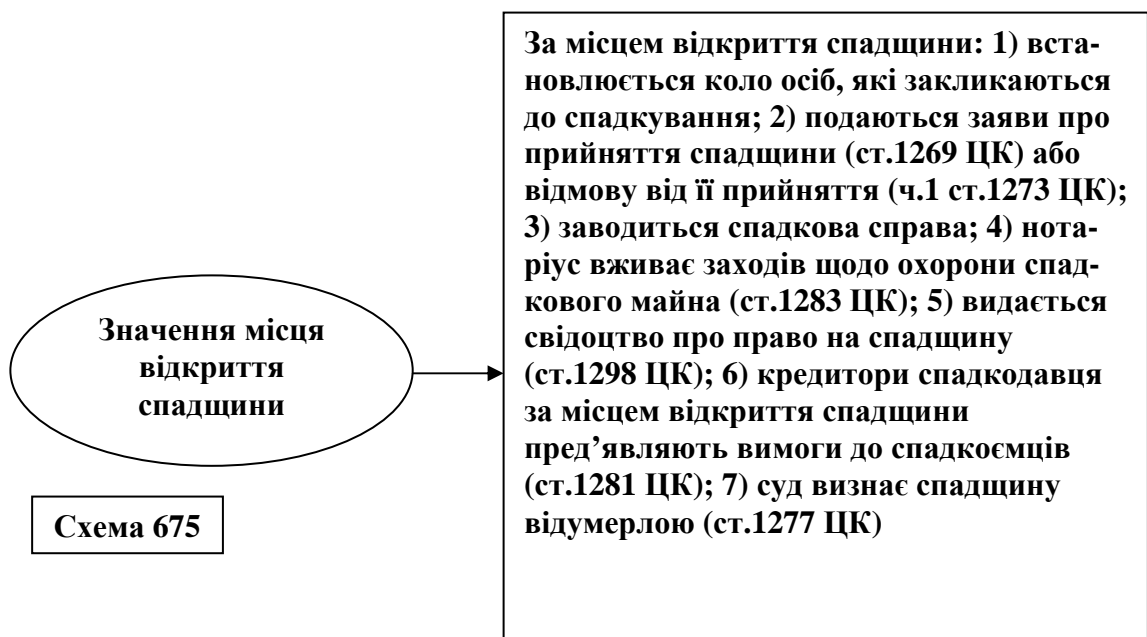 За місцем відкриття спадщини: 1) вста-
новлюється коло осіб, які закликаються
до спадкування; 2) подаються заяви про
прийняття спадщини (ст.1269 ЦК) або
відмову від її прийняття (ч.1 ст.1273 ЦК);
3) заводиться спадкова справа; 4) нота-
ріус вживає заходів щодо охорони спад-
кового майна (ст.1283 ЦК); 5) видається
свідоцтво про право на спадщину
(ст.1298 ЦК); 6) кредитори спадкодавця
за місцем відкриття спадщини
пред’являють вимоги до спадкоємців
(ст.1281 ЦК); 7) суд визнає спадщину
відумерлою (ст.1277 ЦК)
Значення місця
відкриття
спадщини
Схема 675